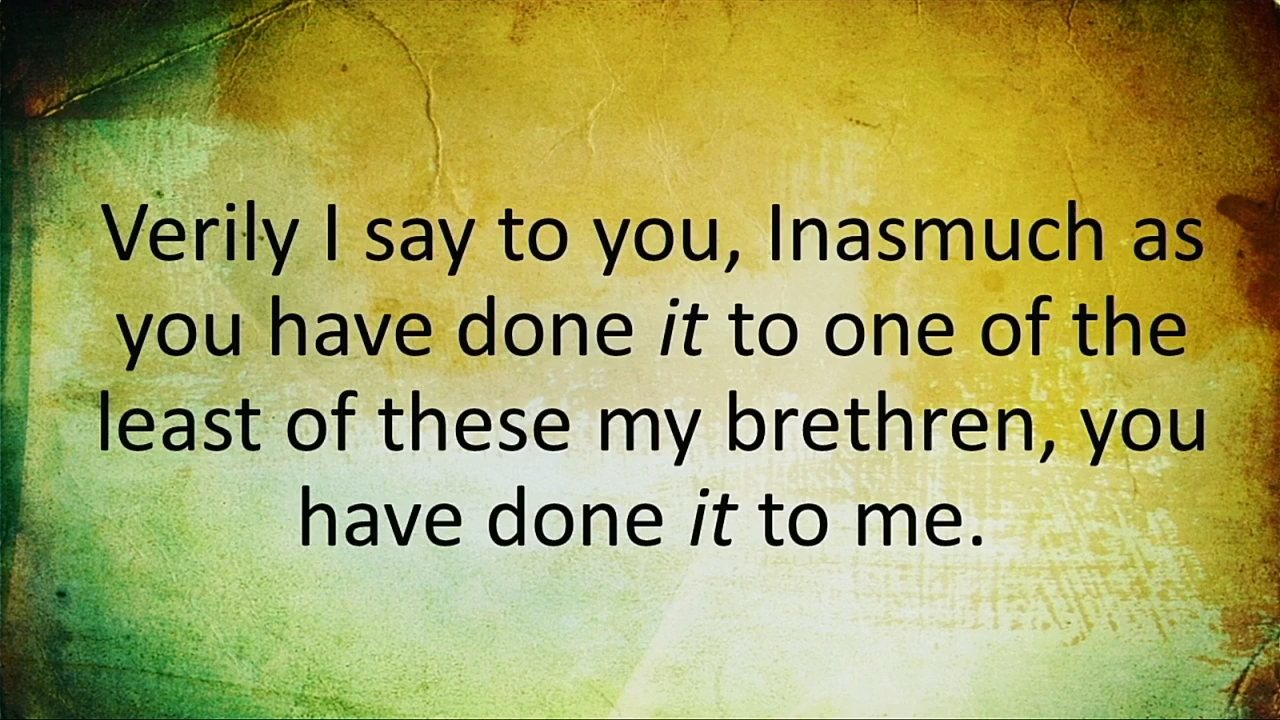 Verily I say to you, Inasmuch as
you have done it to one of the
least of these my brethren, you
have done it to me.